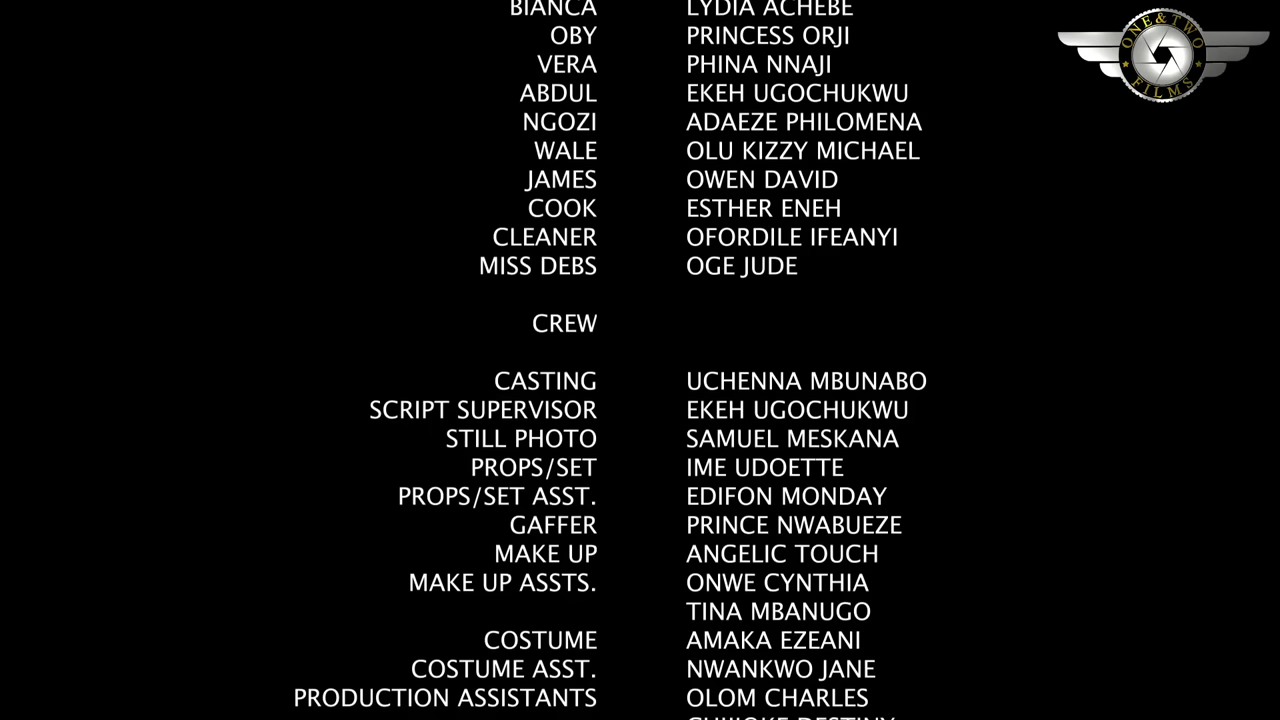 BIANCA LYDIA ACHEBE
OBY PRINCESS ORJI
VERA PHINA NNAJI
ABDUL EKEH UGOCHUKWU
NGOZI ADAEZE PHILOMENA
WALE OLU KIZZY MICHAEL
JAMES OWEN DAVID
COOK ESTHER ENEH
CLEANER OFORDILE IFEANYI
MISS DEBS OGE JUDE
CREW
CASTING UCHENNA MBUNABO
SCRIPT SUPERVISOR EKEH UGOCHUKWU
STILL PHOTO SAMUEL MESKANA
PROPS/SET IME UDOETTE
PROPS/SET ASST. EDIFON MONDAY
GAFFER PRINCE NWABUEZE
MAKE UP ANGELIC TOUCH
MAKE UP ASSTS. ONWE CYNTHIA
TINA MBANUGO
COSTUME AMAKA EZEANI
COSTUME ASST. NWANKWO JANE
PRODUCTION ASSISTANTS OLOM CHARLES
DESTINY
ONE&TWO
FILMS